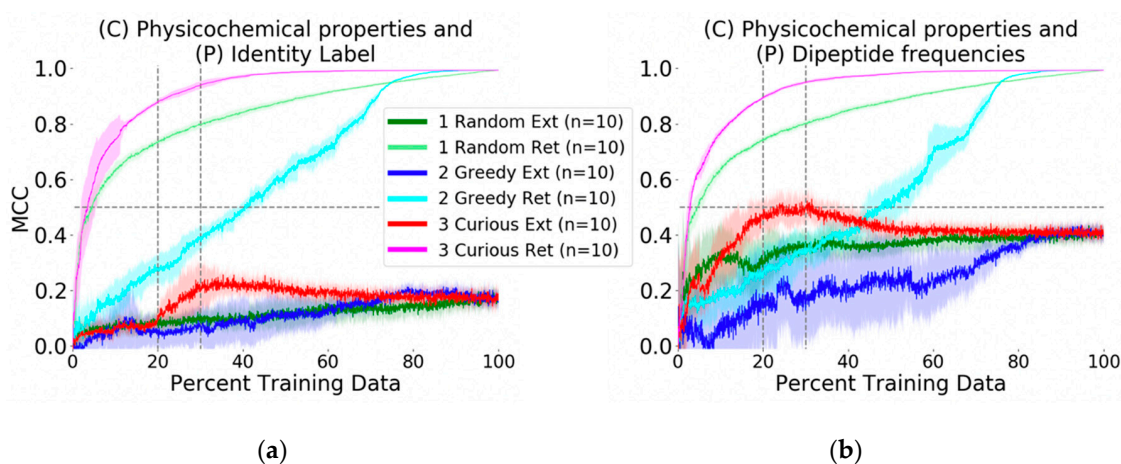 (C) Physicochemical properties and
(P) Identity Label
1.0
0.8
0.6
0.4
0.2
0.0
MCC
0 20 40 60 80 100
Percent Training Data
1 Random Ext (n=10)
1 Random Ret (n=10)
2 Greedy Ext (n=10)
2 Greedy Ret (n=10)
3 Curious Ext (n=10)
3 Curious Ret (n=10)
(a)
(C) Physicochemical properties and
(P) Dipeptide frequencies
1.0
0.8
0.6
0.4
0.2
0.0
0 20 40 60 80 100
Percent Training Data
(b)